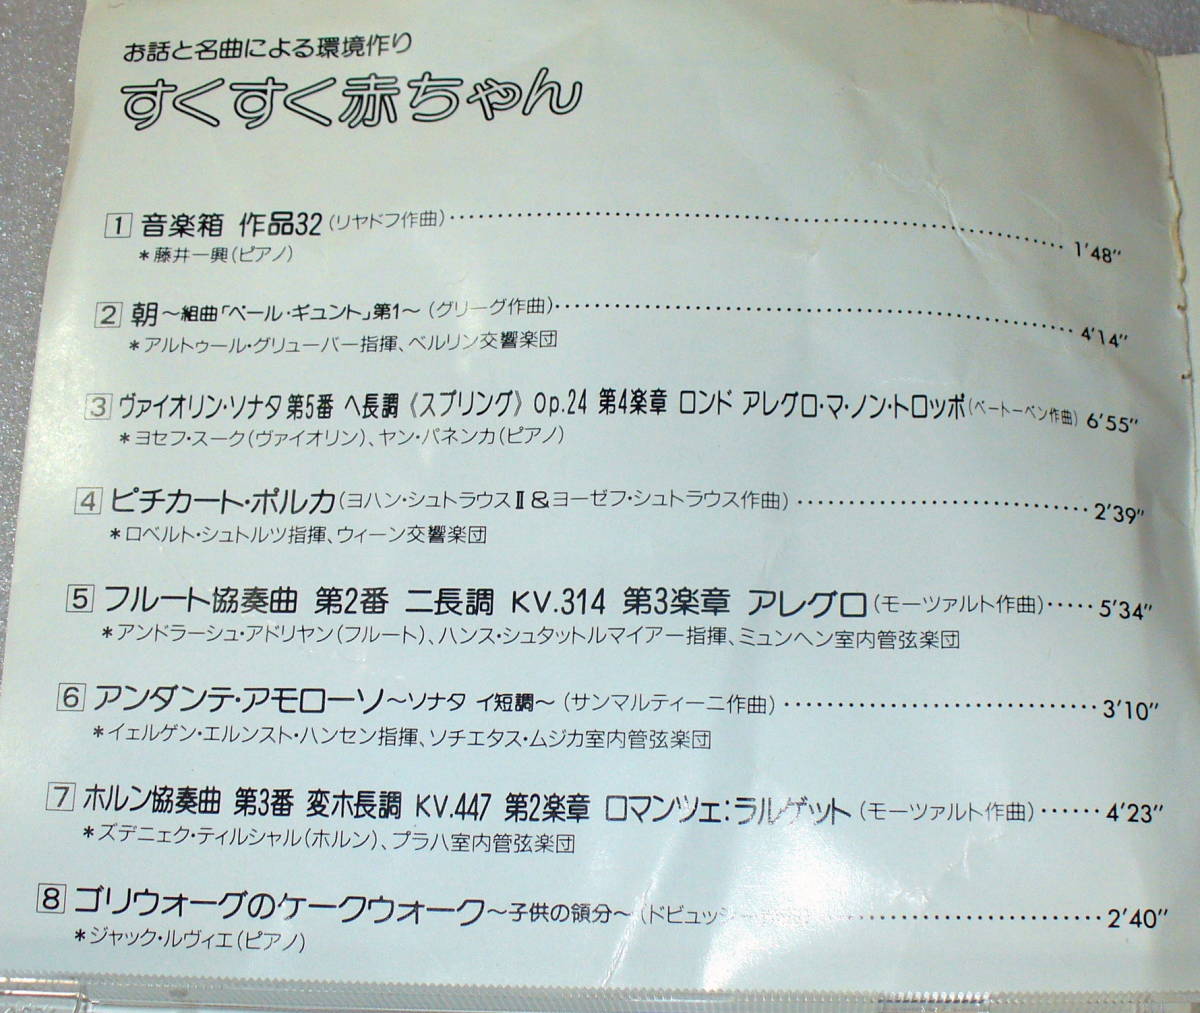 お話と名曲による環境作り
すくすく赤ちゃん
1 音楽箱 作品32(リヤドフ作曲)‥‥‥‥‥‥‥‥‥‥‥‥‥‥‥‥ 1'48"
＊藤井一興(ピアノ)
2 朝〜組曲「ペール・ギュント」第1〜(グリーグ作曲)‥‥‥‥‥‥‥‥‥‥‥‥‥‥ 4'14"
＊アルトゥール・グリューバー指揮、ベルリン交響楽団
3 ヴァイオリン・ソナタ 第5番 ヘ長調《スプリング》Op.24 第4楽章 ロンド アレグロ・マ・ノン・トロッポ(ベートーベン作曲) 6'55"
＊ヨセフ・スーク(ヴァイオリン)、ヤン・パネンカ(ピアノ)
4 ピチカート・ポルカ(ヨハン・シュトラウスⅡ&ヨーゼフ・シュトラウス作曲)‥‥‥‥‥‥‥‥ 2'39"
＊ロベルト・シュトルツ指揮、ウィーン交響楽団
5 フルート協奏曲 第2番 ニ長調 KV.314 第3楽章 アレグロ(モーツァルト作曲)‥‥ 5'34"
＊アンドラーシュ・アドリヤン(フルート)、ハンス・シュタットルマイアー指揮、ミュンヘン室内管弦楽団
6 アンダンテ・アモローソ〜ソナタ イ短調〜(サンマルティーニ作曲)‥‥‥‥‥‥‥‥ 3'10"
＊イェルゲン・エルンスト・ハンセン指揮、ソチエタス・ムジカ室内管弦楽団
7 ホルン協奏曲 第3番 変ホ長調 KV.447 第2楽章 ロマンツェ:ラルゲット(モーツァルト作曲)‥‥‥ 4'23"
＊ズデニェク・ティルシャル(ホルン)、プラハ室内管弦楽団
8 ゴリウォーグのケークウォーク〜子供の領分〜(ドビュッシー‥‥‥‥‥‥‥‥ 2'40"
＊ジャック・ルヴィエ(ピアノ)